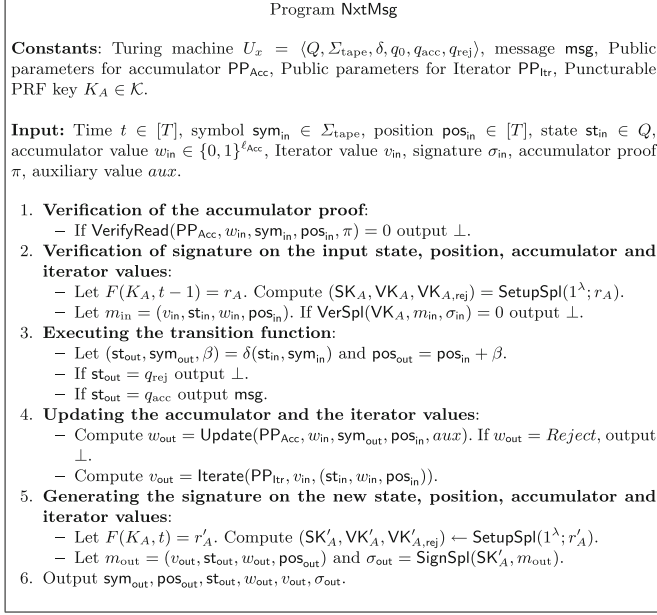 Program NxtMsg
Constants: Turing machine Uₓ = ⟨Q, Σ_tape, δ, q₀, q_acc, q_rej⟩, message msg, Public
parameters for accumulator PP_Acc, Public parameters for Iterator PP_Itr, Puncturable
PRF key K_A ∈ 𝒦.
Input: Time t ∈ [T], symbol sym_in ∈ Σ_tape, position pos_in ∈ [T], state st_in ∈ Q,
accumulator value w_in ∈ {0, 1}^{ℓ_Acc}, Iterator value v_in, signature σ_in, accumulator proof
π, auxiliary value aux.
1. Verification of the accumulator proof:
– If VerifyRead(PP_Acc, w_in, sym_in, pos_in, π) = 0 output ⊥.
2. Verification of signature on the input state, position, accumulator and
iterator values:
– Let F(K_A, t − 1) = r_A. Compute (SK_A, VK_A, VK_{A,rej}) = SetupSpl(1^λ; r_A).
– Let m_in = (v_in, st_in, w_in, pos_in). If VerSpl(VK_A, m_in, σ_in) = 0 output ⊥.
3. Executing the transition function:
– Let (st_out, sym_out, β) = δ(st_in, sym_in) and pos_out = pos_in + β.
– If st_out = q_rej output ⊥.
– If st_out = q_acc output msg.
4. Updating the accumulator and the iterator values:
– Compute w_out = Update(PP_Acc, w_in, sym_out, pos_in, aux). If w_out = Reject, output
⊥.
– Compute v_out = Iterate(PP_Itr, v_in, (st_in, w_in, pos_in)).
5. Generating the signature on the new state, position, accumulator and
iterator values:
– Let F(K_A, t) = r′_A. Compute (SK′_A, VK′_A, VK′_{A,rej}) ← SetupSpl(1^λ; r′_A).
– Let m_out = (v_out, st_out, w_out, pos_out) and σ_out = SignSpl(SK′_A, m_out).
6. Output sym_out, pos_out, st_out, w_out, v_out, σ_out.